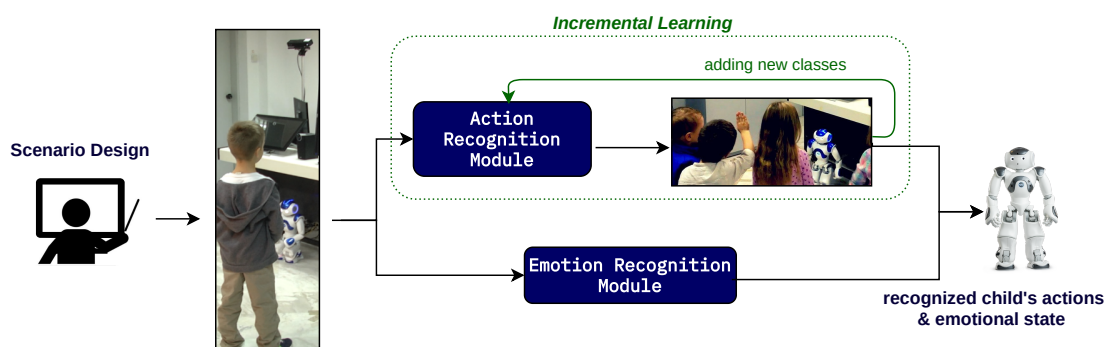 Incremental Learning
adding new classes
Action
Recognition
Module
Scenario Design
Emotion Recognition
Module
recognized child's actions
& emotional state